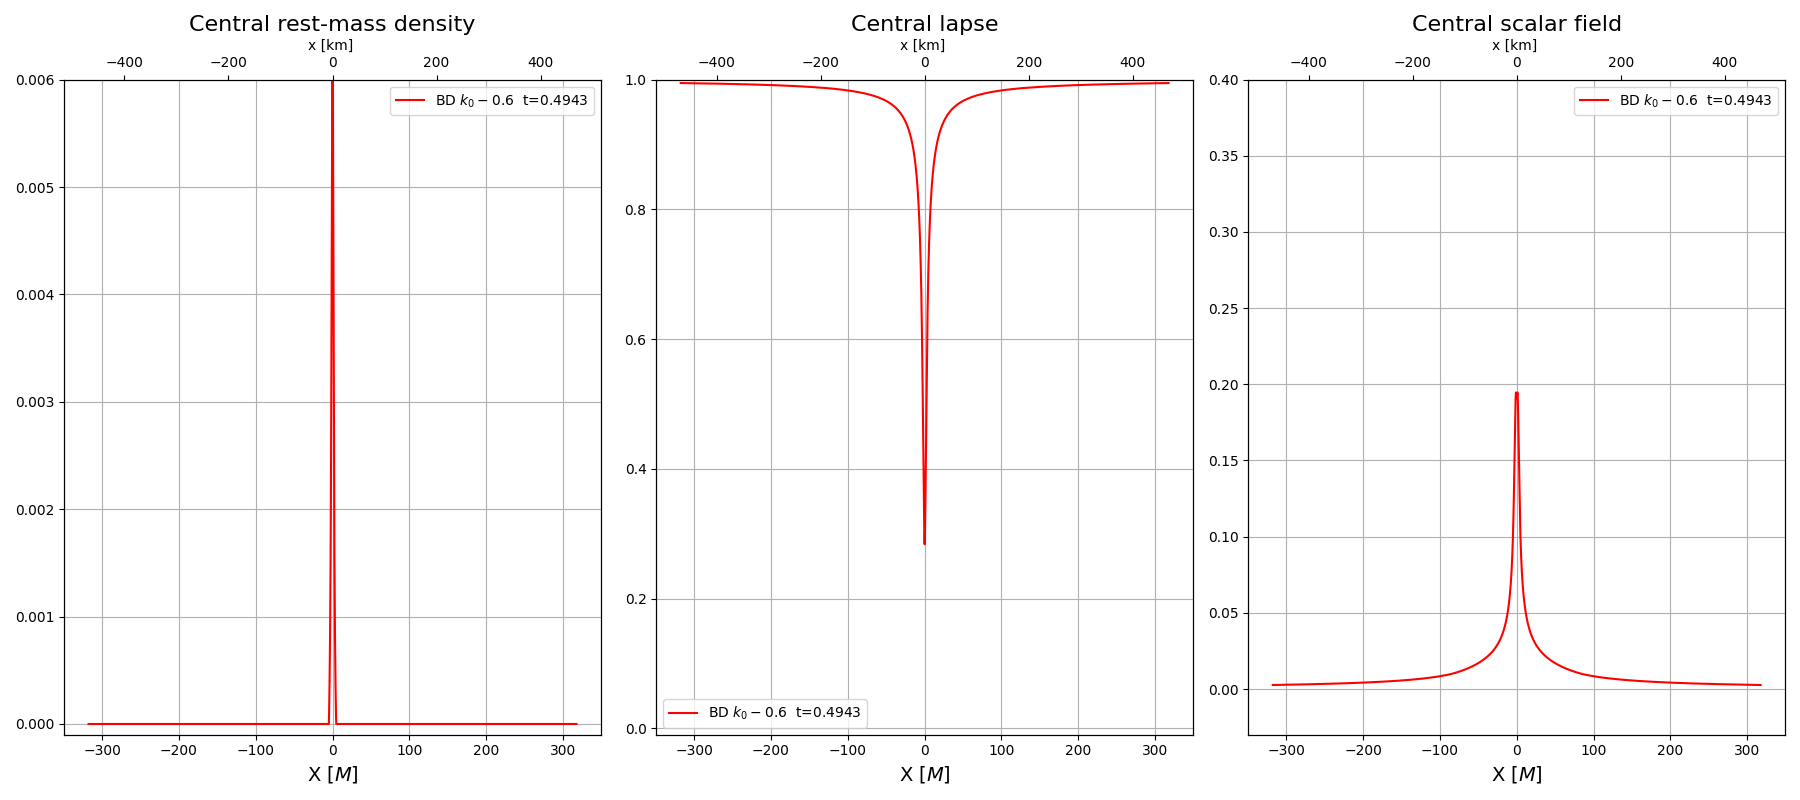 Central rest-mass density
x [km]
−400 −200 0 200 400
0.006
0.005
0.004
0.003
0.002
0.001
0.000
BD k₀ − 0.6 t=0.4943
−300 −200 −100 0 100 200 300
X [M]
Central lapse
x [km]
−400 −200 0 200 400
1.0
0.8
0.6
0.4
0.2
0.0
BD k₀ − 0.6 t=0.4943
−300 −200 −100 0 100 200 300
X [M]
Central scalar field
x [km]
−400 −200 0 200 400
0.40
0.35
0.30
0.25
0.20
0.15
0.10
0.05
0.00
BD k₀ − 0.6 t=0.4943
−300 −200 −100 0 100 200 300
X [M]